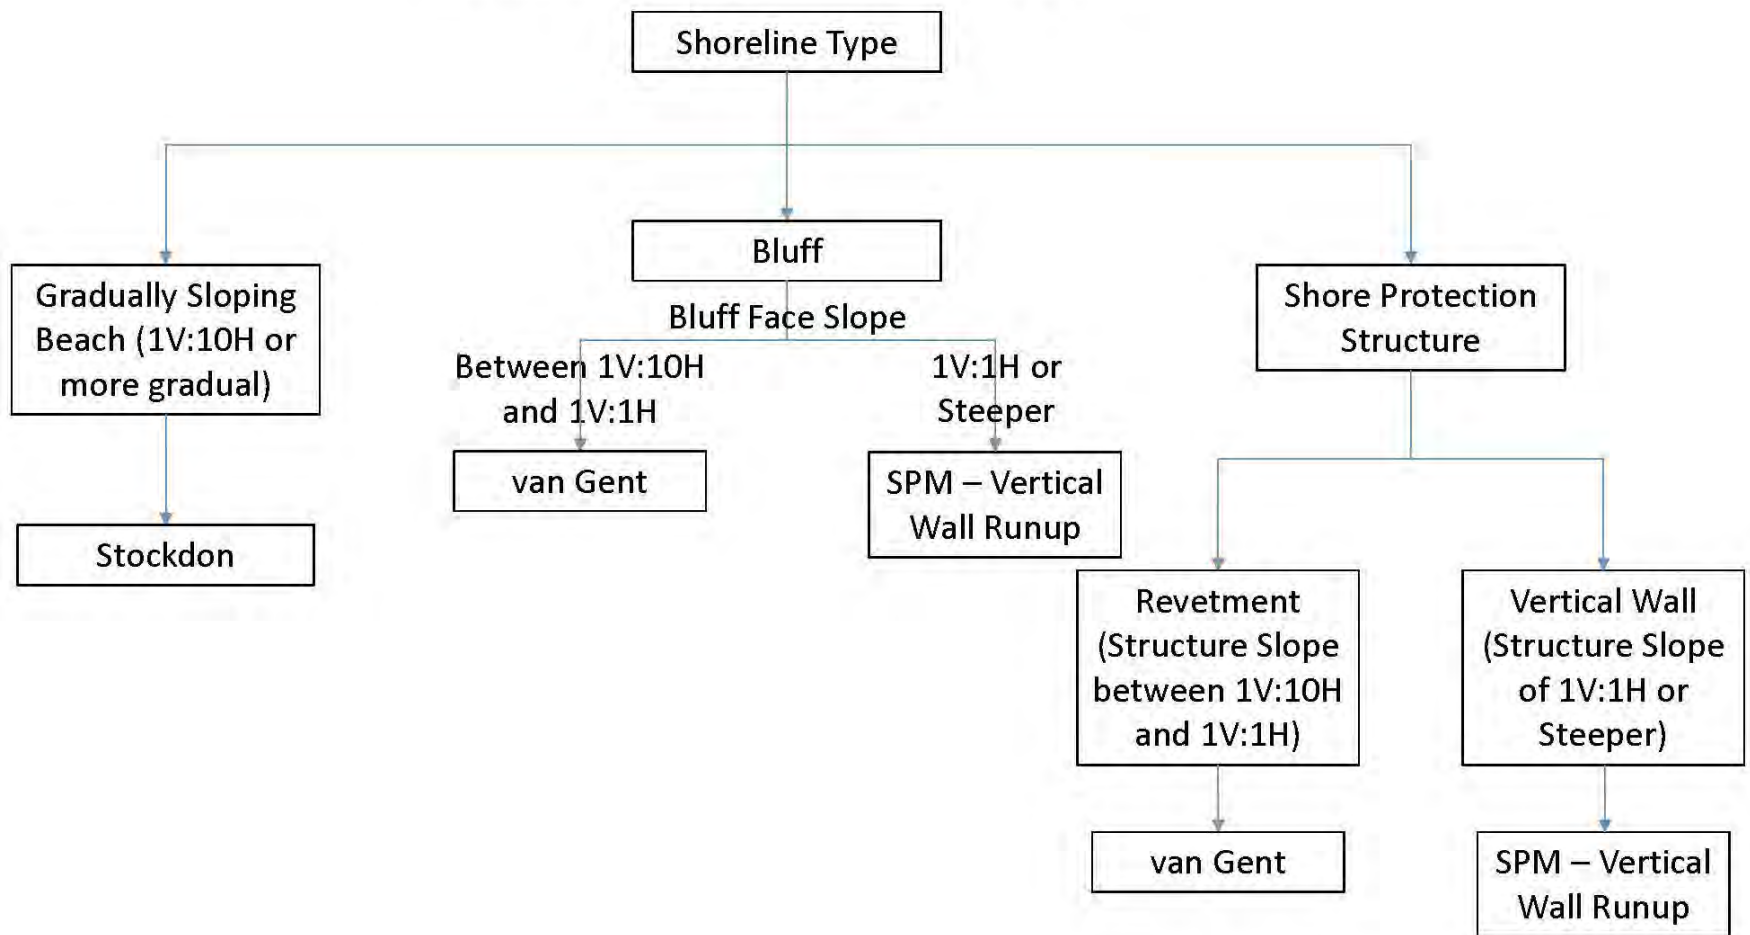 Shoreline Type
Gradually Sloping
Beach (1V:10H or
more gradual)
Stockdon
Bluff
Bluff Face Slope
Between 1V:10H
and 1V:1H
van Gent
1V:1H or
Steeper
SPM – Vertical
Wall Runup
Shore Protection
Structure
Revetment
(Structure Slope
between 1V:10H
and 1V:1H)
van Gent
Vertical Wall
(Structure Slope
of 1V:1H or
Steeper)
SPM – Vertical
Wall Runup